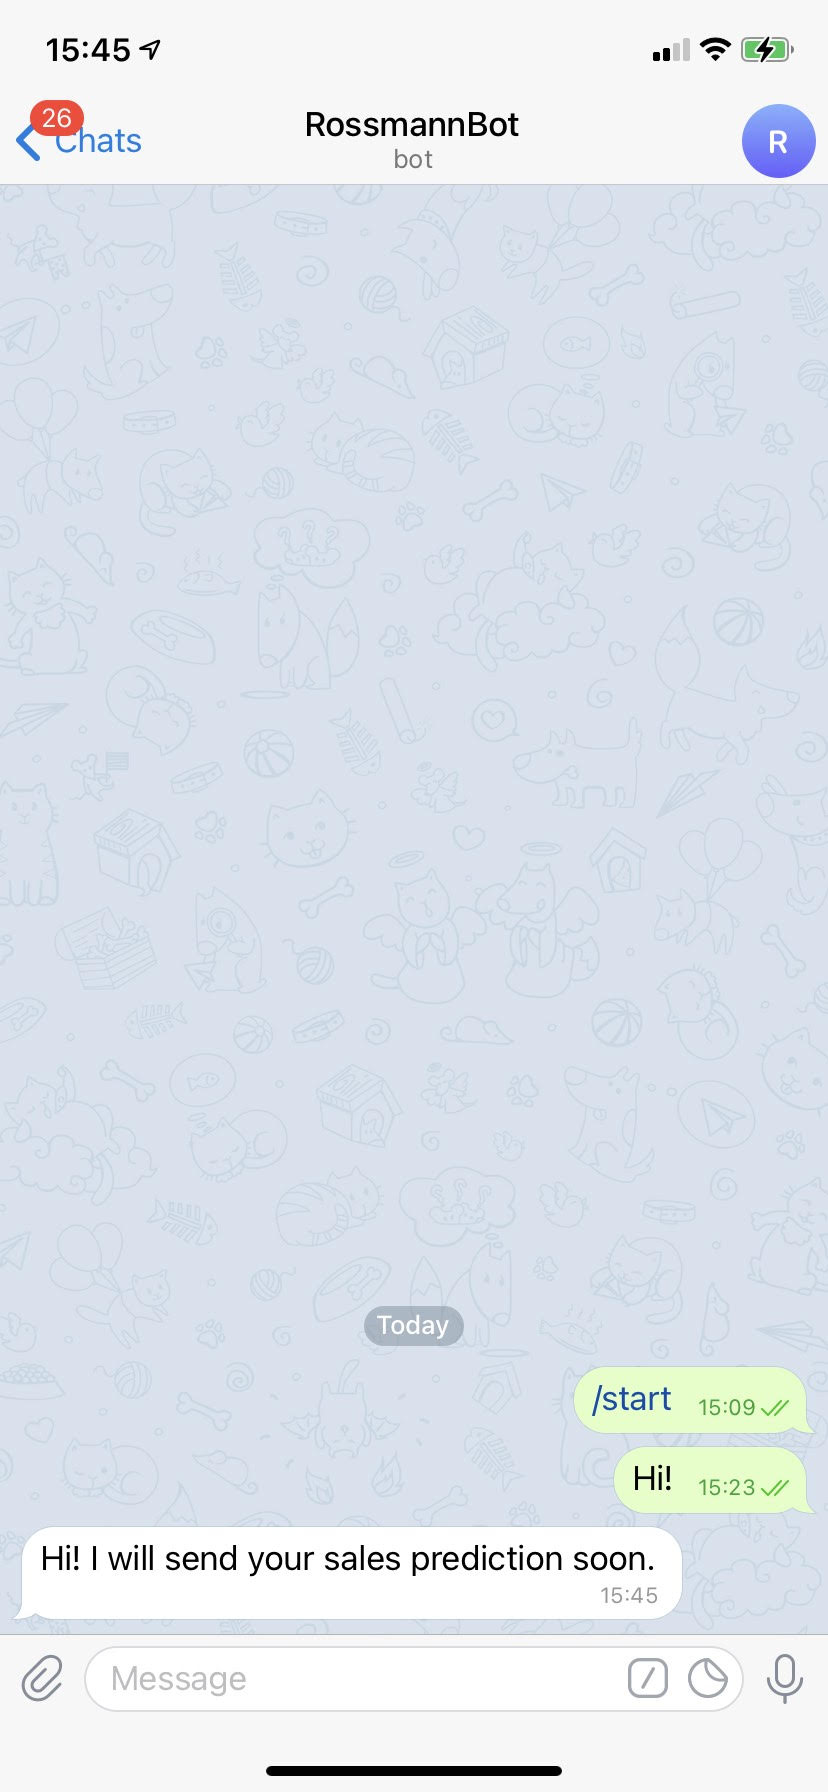 15:45
26
Chats
RossmannBot
bot
R
Today
/start 15:09
Hi! 15:23
Hi! I will send your sales prediction soon.
15:45
Message